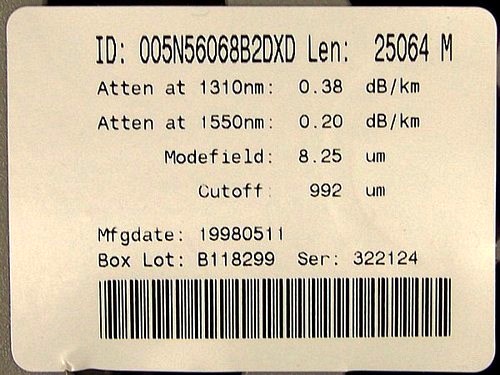 ID: 005N56068B2DXD Len: 25064 M
Atten at 1310nm: 0.38 dB/km
Atten at 1550nm: 0.20 dB/km
Modefield: 8.25 um
Cutoff: 992 um
Mfgdate: 19980511
Box Lot: B118299 Ser: 322124